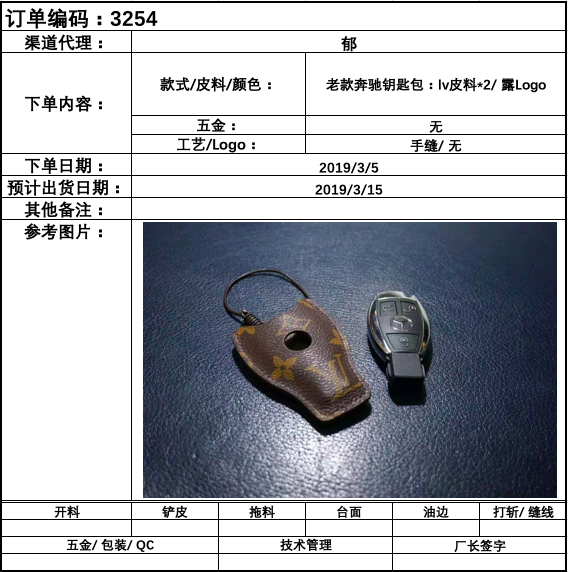 订单编码：3254
渠道代理：
郁
下单内容：
款式/皮料/颜色：
老款奔驰钥匙包：lv皮料*2/ 露Logo
五金：
无
工艺/Logo：
手缝/ 无
下单日期：
2019/3/5
预计出货日期：
2019/3/15
其他备注：
参考图片：
开料
铲皮
拖料
台面
油边
打斩/ 缝线
五金/ 包装/ QC
技术管理
厂长签字